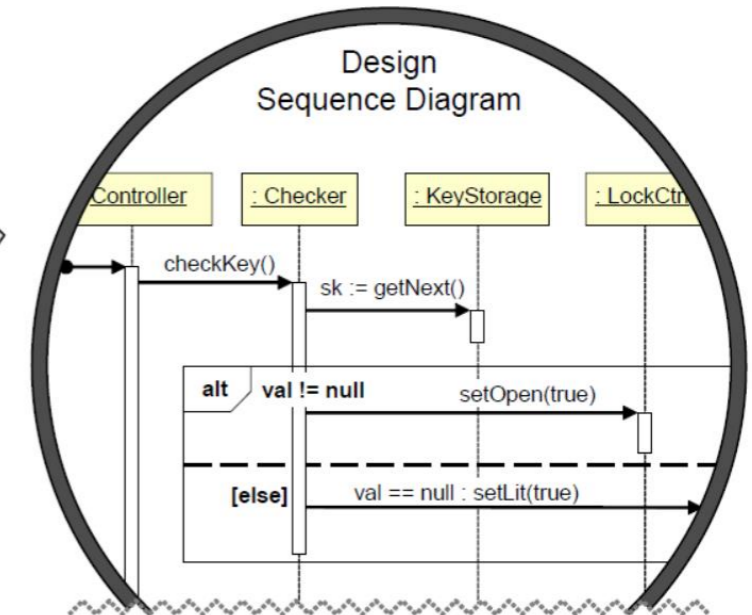 Design
Sequence Diagram
Controller
: Checker
: KeyStorage
: LockCtr
checkKey()
sk := getNext()
alt
val != null
setOpen(true)
[else]
val == null : setLit(true)